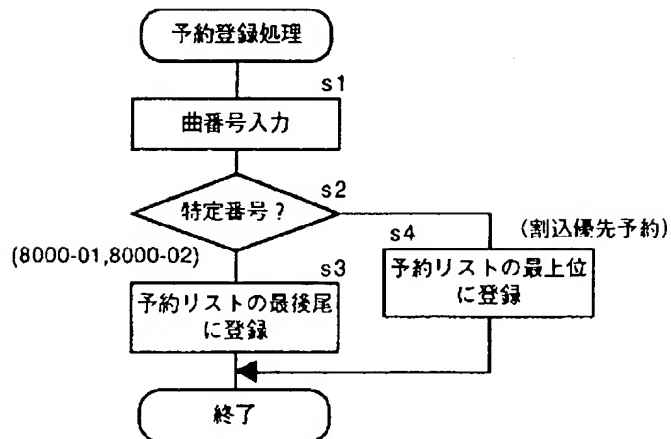 予約登録処理
s1
曲番号入力
s2
特定番号?
(8000-01,8000-02)
s3
予約リストの最後尾
に登録
(割込優先予約)
s4
予約リストの最上位
に登録
終了